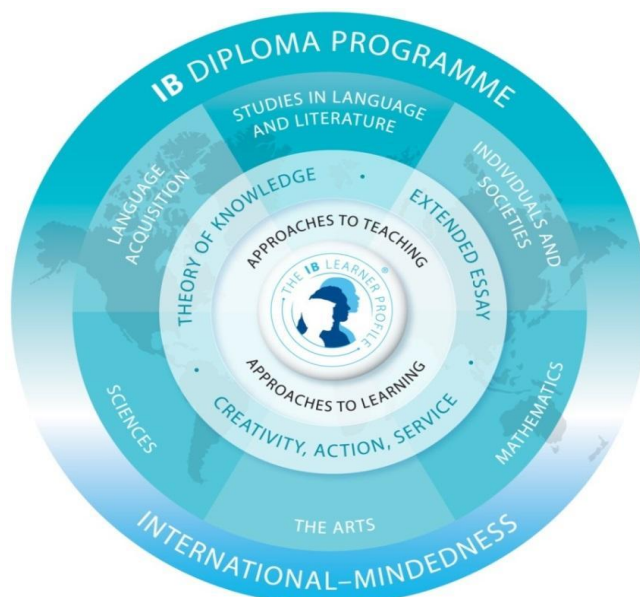 IB DIPLOMA PROGRAMME
STUDIES IN LANGUAGE
AND LITERATURE
LANGUAGE
ACQUISITION
INDIVIDUALS AND
SOCIETIES
THEORY OF KNOWLEDGE
EXTENDED ESSAY
APPROACHES TO TEACHING
THE IB LEARNER PROFILE
®
APPROACHES TO LEARNING
CREATIVITY, ACTION, SERVICE
SCIENCES
MATHEMATICS
THE ARTS
INTERNATIONAL–MINDEDNESS